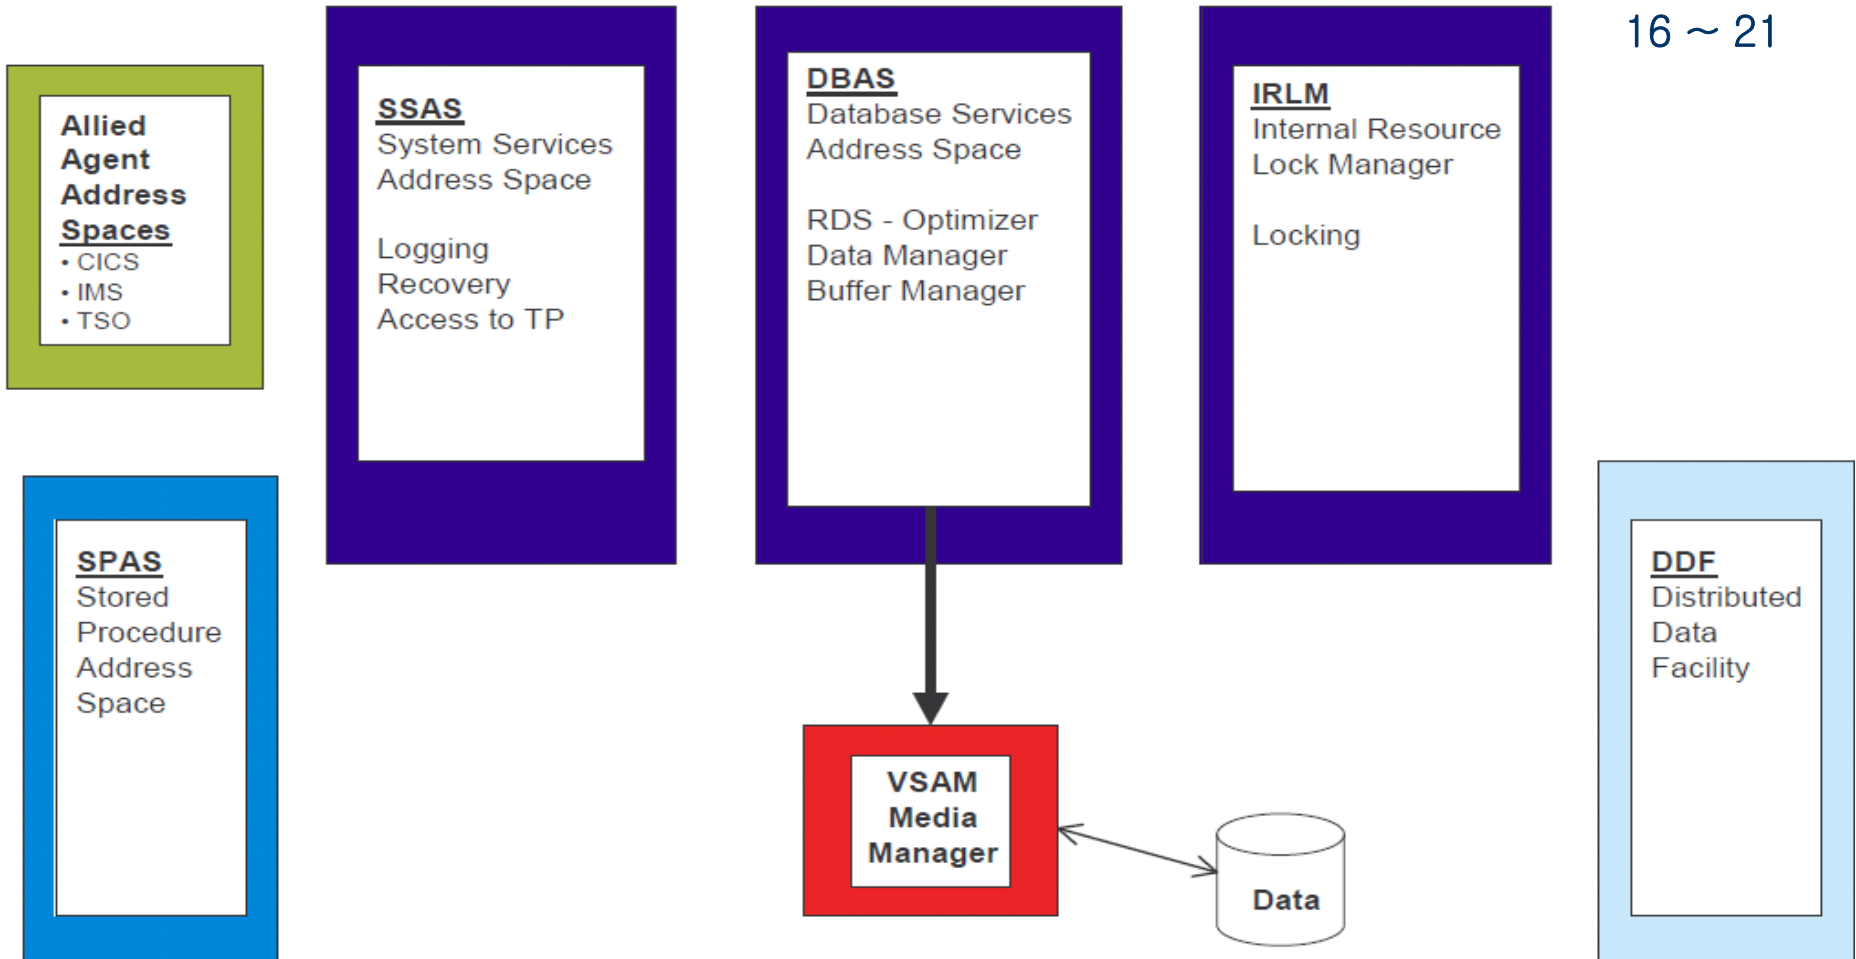 16 ~ 21
Allied
Agent
Address
Spaces
• CICS
• IMS
• TSO
SSAS
System Services
Address Space
Logging
Recovery
Access to TP
DBAS
Database Services
Address Space
RDS - Optimizer
Data Manager
Buffer Manager
IRLM
Internal Resource
Lock Manager
Locking
SPAS
Stored
Procedure
Address
Space
VSAM
Media
Manager
Data
DDF
Distributed
Data
Facility